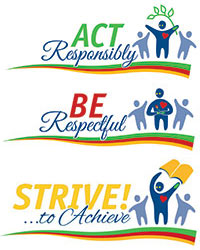 ACT
Responsibly
BE
Respectful
STRIVE!
...to Achieve